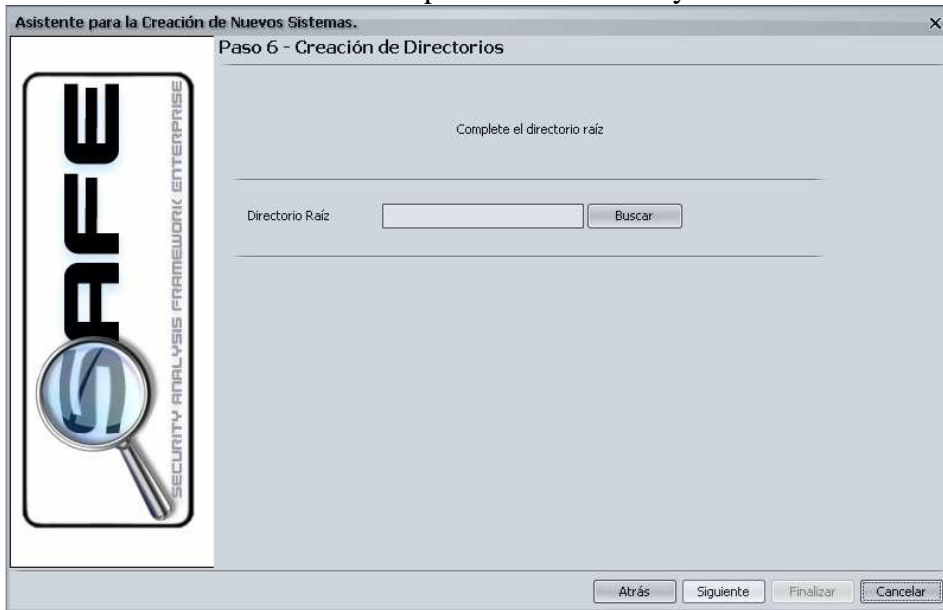 Asistente para la Creación de Nuevos Sistemas.
Paso 6 - Creación de Directorios
SAFE
SECURITY ANALYSIS FRAMEWORK ENTERPRISE
Complete el directorio raíz
Directorio Raíz
Buscar
Atrás
Siguiente
Finalizar
Cancelar